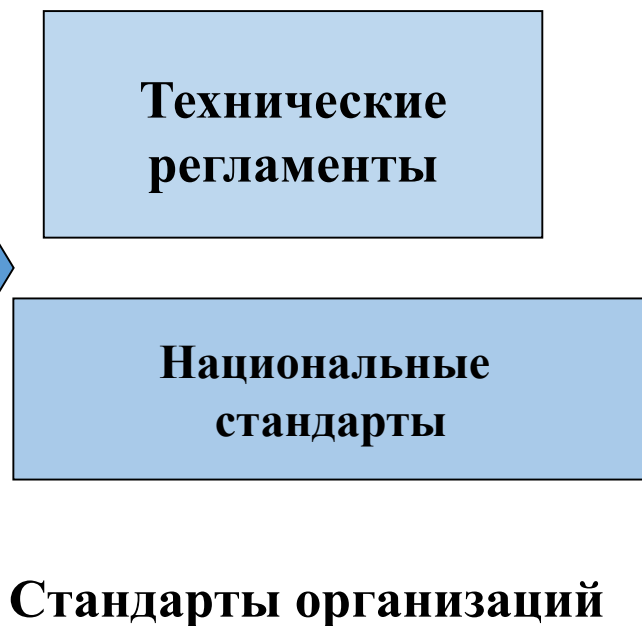 Технические
регламенты
Национальные
стандарты
Стандарты организаций